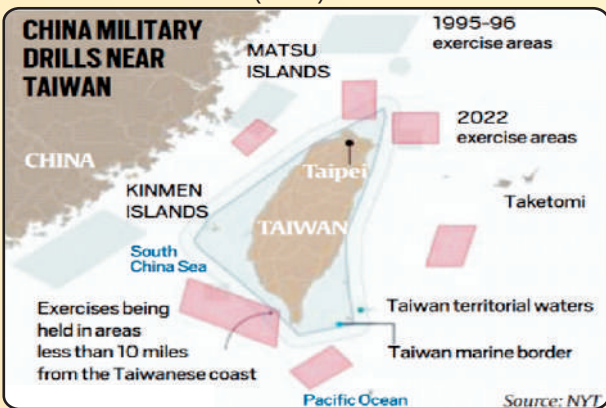 CHINA MILITARY
DRILLS NEAR
TAIWAN
1995-96
exercise areas
MATSU
ISLANDS
2022
exercise areas
CHINA
Taipei
KINMEN
ISLANDS
Taketomi
TAIWAN
South
China Sea
Exercises being
held in areas
less than 10 miles
from the Taiwanese coast
Taiwan territorial waters
Taiwan marine border
Pacific Ocean
Source: NYT